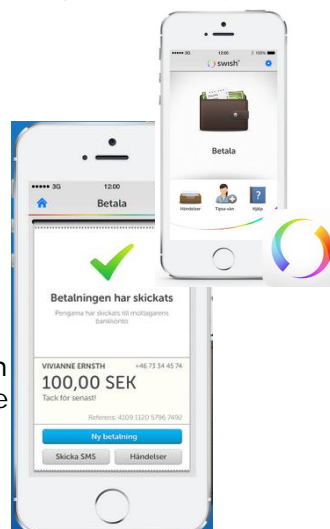 3G 12:00 100%
swish
Betala
Händelser Tipsa vän Hjälp
3G 12:00
Betala
Betalningen har skickats
Pengarna har skickats till mottagarens
bankkonto
VIVIANNE ERNSTH +46 73 34 45 74
100,00 SEK
Tack för senast!
Referens: 4109 1120 5796 7492
Ny betalning
Skicka SMS Händelser